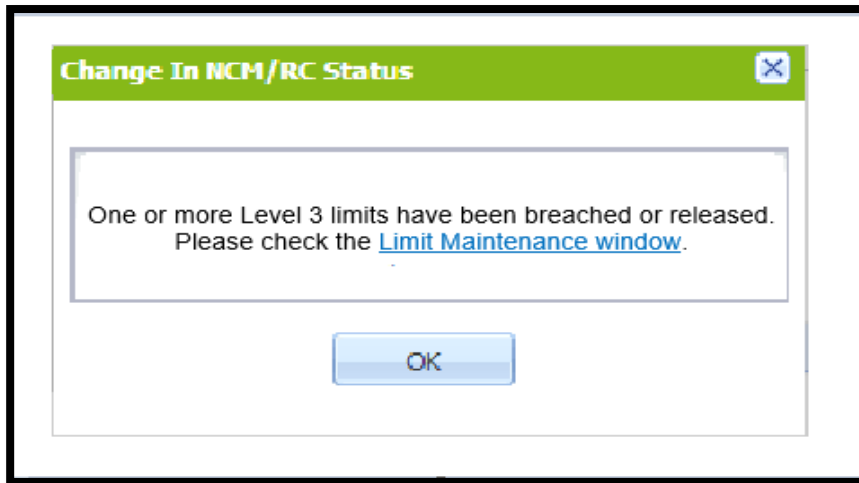 Change In NCM/RC Status
One or more Level 3 limits have been breached or released.
Please check the Limit Maintenance window.
OK